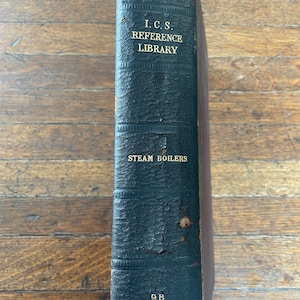 I. C. S.
REFERENCE
LIBRARY
STEAM BOILERS
9B